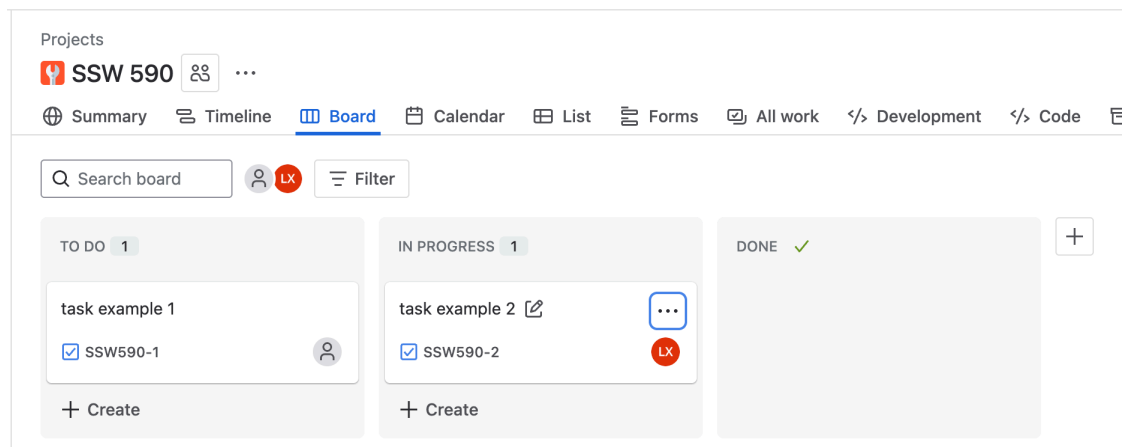 Projects
SSW 590
Summary Timeline Board Calendar List Forms All work Development Code
Search board LX Filter
TO DO 1
task example 1
SSW590-1
Create
IN PROGRESS 1
task example 2
SSW590-2 LX
Create
DONE